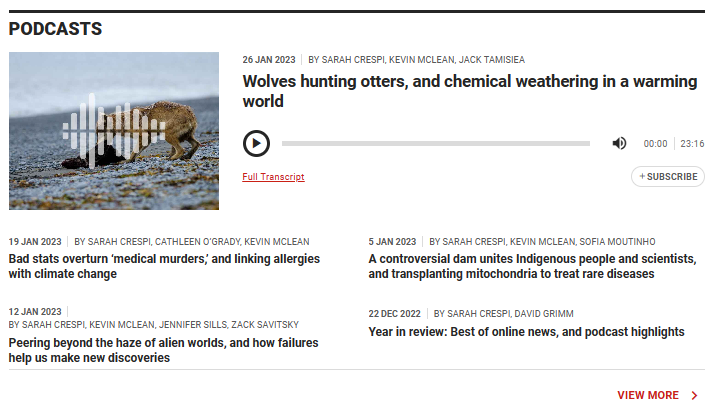 PODCASTS
26 JAN 2023 BY SARAH CRESPI, KEVIN MCLEAN, JACK TAMISIEA
Wolves hunting otters, and chemical weathering in a warming
world
00:00 23:16
Full Transcript
+SUBSCRIBE
19 JAN 2023 BY SARAH CRESPI, CATHLEEN O'GRADY, KEVIN MCLEAN
Bad stats overturn ‘medical murders,’ and linking allergies
with climate change
5 JAN 2023 BY SARAH CRESPI, KEVIN MCLEAN, SOFIA MOUTINHO
A controversial dam unites Indigenous people and scientists,
and transplanting mitochondria to treat rare diseases
12 JAN 2023
BY SARAH CRESPI, KEVIN MCLEAN, JENNIFER SILLS, ZACK SAVITSKY
Peering beyond the haze of alien worlds, and how failures
help us make new discoveries
22 DEC 2022 BY SARAH CRESPI, DAVID GRIMM
Year in review: Best of online news, and podcast highlights
VIEW MORE